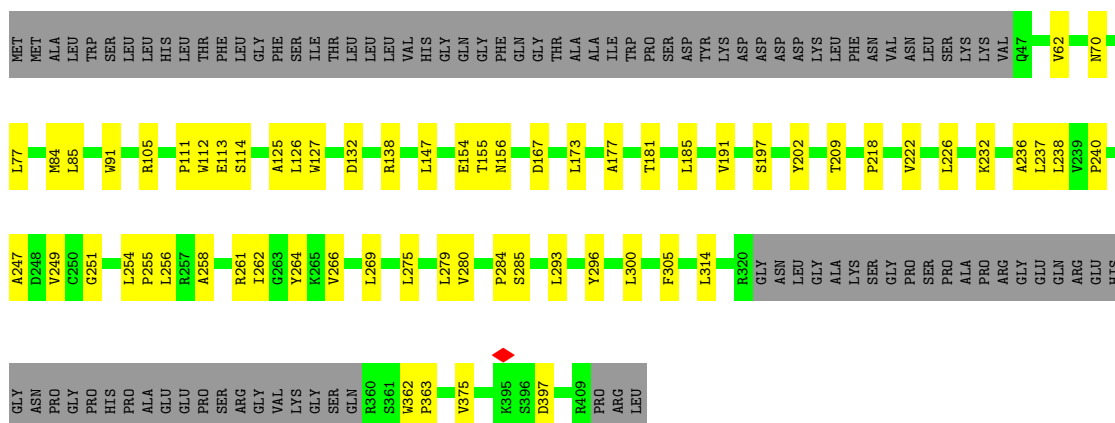 MET MET ALA LEU TRP SER LEU LEU HIS LEU THR PHE LEU GLY PHE SER ILE THR LEU LEU LEU VAL HIS GLY GLN GLY PHE GLN GLY THR ALA ALA ILE TRP PRO SER ASP TYR LYS ASP ASP ASP ASP LYS LEU PHE ASN VAL ASN LEU SER LYS LYS VAL Q47 V62 N70
L77 M84 L85 W91 R105 P111 W112 E113 S114 A125 L126 W127 D132 R138 L147 E154 T155 N156 D167 L173 A177 T181 L185 V191 S197 Y202 T209 P218 V222 L226 K232 A236 L237 L238 V239 P240
A247 D248 V249 C250 G251 L254 P255 L256 R257 A258 R261 I262 G263 Y264 K265 V266 L269 L275 L279 V280 P284 S285 L293 Y296 L300 F305 L314 R320 GLY ASN LEU GLY ALA LYS SER GLY PRO SER PRO ALA PRO ARG GLY GLU GLN ARG GLU HIS
GLY ASN PRO GLY PRO HIS PRO ALA GLU GLU PRO SER ARG GLY VAL LYS GLY SER GLN R360 S361 W362 P363 V375 K395 S396 D397 R409 PRO ARG LEU